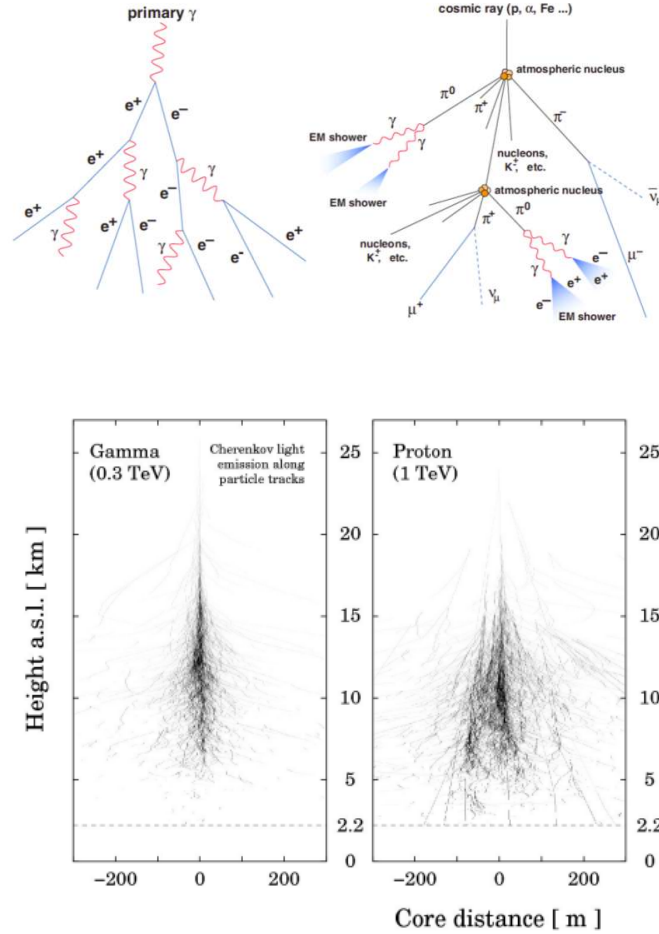 primary γ
e+
e−
e+
γ
γ
e−
e+
γ
e+
e−
γ
e−
e-
e+
cosmic ray (p, α, Fe ...)
atmospheric nucleus
π0
π+
π−
γ
γ
EM shower
EM shower
nucleons,
K±, etc.
atmospheric nucleus
π+
π0
ν̄μ
nucleons,
K±, etc.
γ
γ
e−
e+
e+
e−
EM shower
μ−
μ+
νμ
Gamma
(0.3 TeV)
Cherenkov light
emission along
particle tracks
Proton
(1 TeV)
25
20
15
10
5
2.2
0
25
20
15
10
5
2.2
0
Height a.s.l. [ km ]
−200 0 200
−200 0 200
Core distance [ m ]